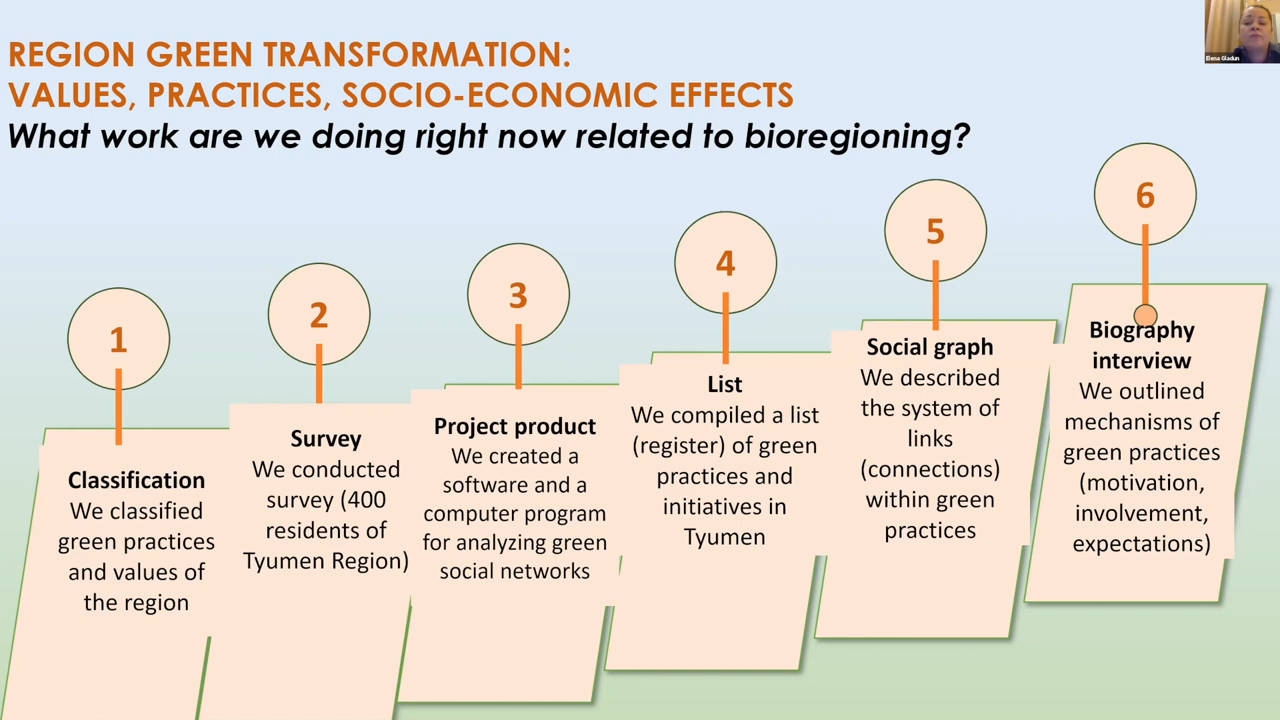 REGION GREEN TRANSFORMATION:
VALUES, PRACTICES, SOCIO-ECONOMIC EFFECTS
What work are we doing right now related to bioregioning?
Elena Gladun
1
Classification
We classified
green practices
and values of
the region
2
Survey
We conducted
survey (400
residents of
Tyumen Region)
3
Project product
We created a
software and a
computer program
for analyzing green
social networks
4
List
We compiled a list
(register) of green
practices and
initiatives in
Tyumen
5
Social graph
We described
the system of
links
(connections)
within green
practices
6
Biography
interview
We outlined
mechanisms of
green practices
(motivation,
involvement,
expectations)